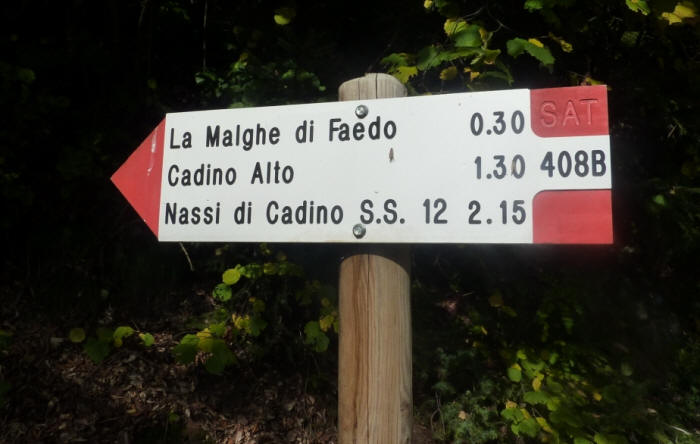 La Malghe di Faedo 0.30 SAT
Cadino Alto 1.30 408B
Nassi di Cadino S.S. 12 2.15